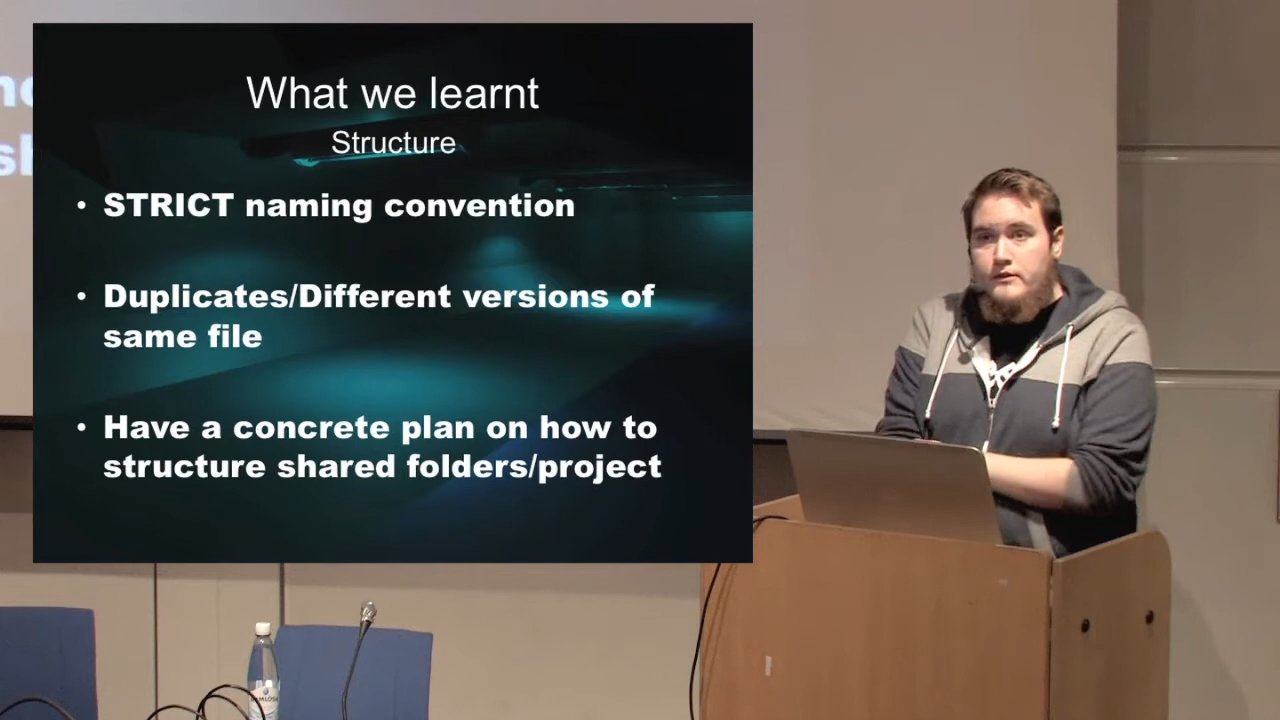 What we learnt
Structure
• STRICT naming convention
• Duplicates/Different versions of
same file
• Have a concrete plan on how to
structure shared folders/project